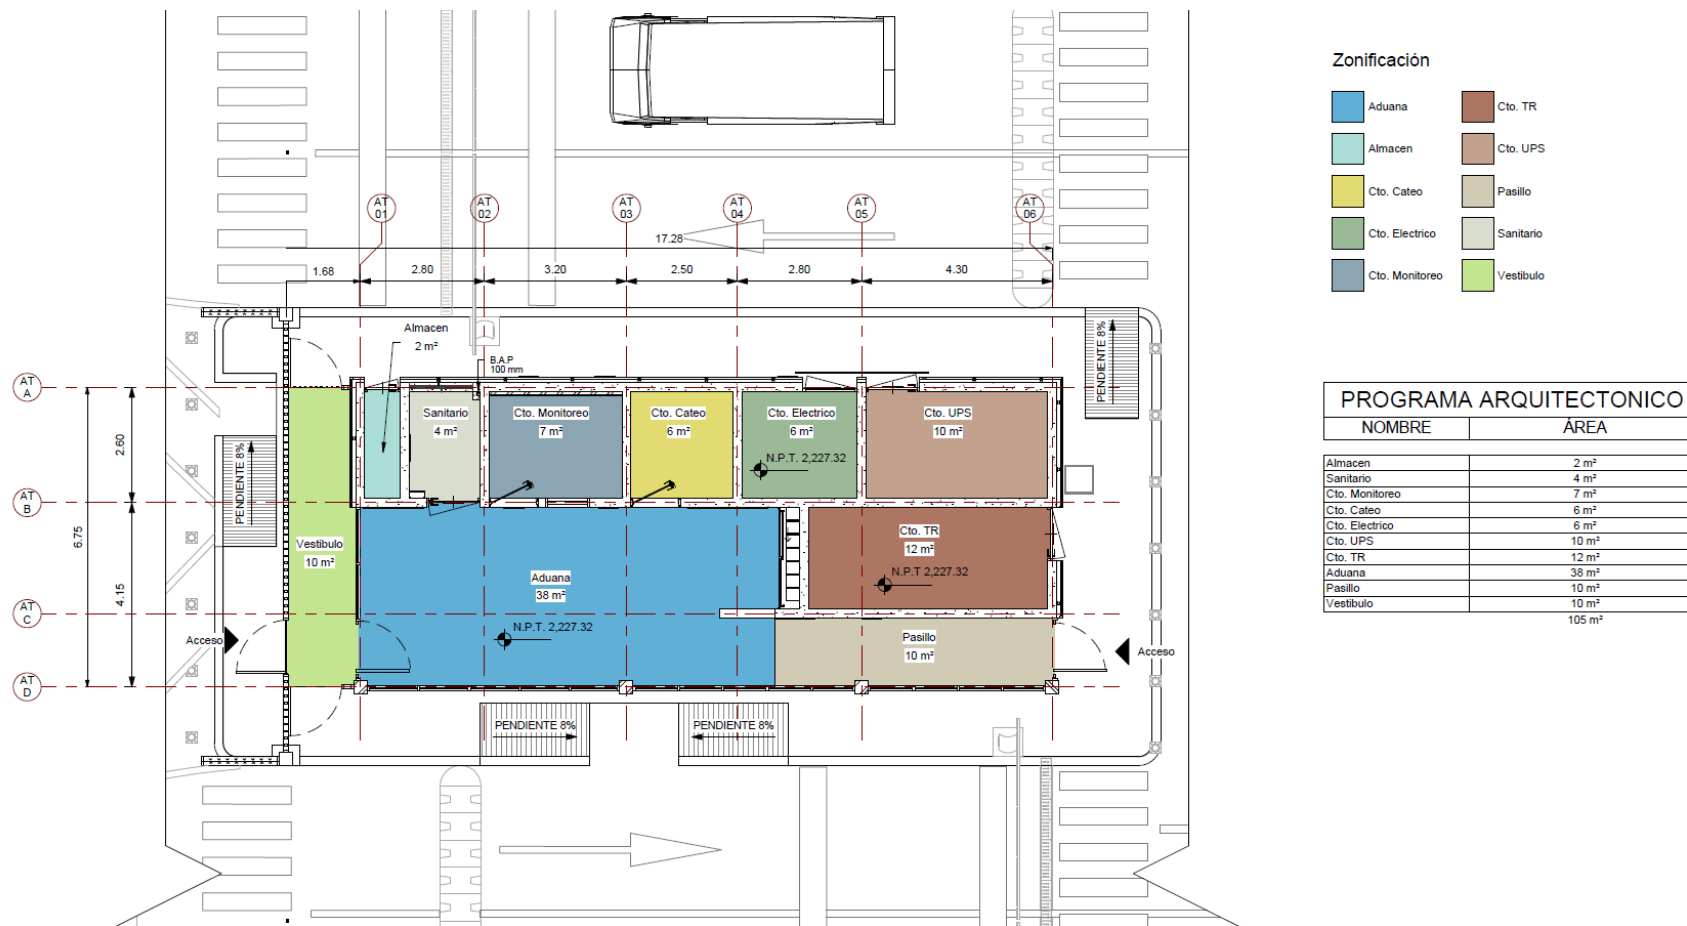 Zonificación
Aduana
Cto. TR
Almacen
Cto. UPS
Cto. Cateo
Pasillo
Cto. Electrico
Sanitario
Cto. Monitoreo
Vestibulo
AT 01
AT 02
AT 03
AT 04
AT 05
AT 06
17.28
1.68
2.80
3.20
2.50
2.80
4.30
Almacen
2 m²
B.A.P
100 mm
PENDIENTE 8%
AT A
AT B
AT C
AT D
2.60
6.75
4.15
PENDIENTE 8%
Sanitario
4 m²
Cto. Monitoreo
7 m²
Cto. Cateo
6 m²
Cto. Electrico
6 m²
N.P.T. 2,227.32
Cto. UPS
10 m²
Vestibulo
10 m²
Cto. TR
12 m²
N.P.T 2,227.32
Aduana
38 m²
N.P.T. 2,227.32
Pasillo
10 m²
Acceso
Acceso
PENDIENTE 8%
PENDIENTE 8%
PROGRAMA ARQUITECTONICO
NOMBRE ÁREA
Almacen 2 m²
Sanitario 4 m²
Cto. Monitoreo 7 m²
Cto. Cateo 6 m²
Cto. Electrico 6 m²
Cto. UPS 10 m²
Cto. TR 12 m²
Aduana 38 m²
Pasillo 10 m²
Vestibulo 10 m²
105 m²